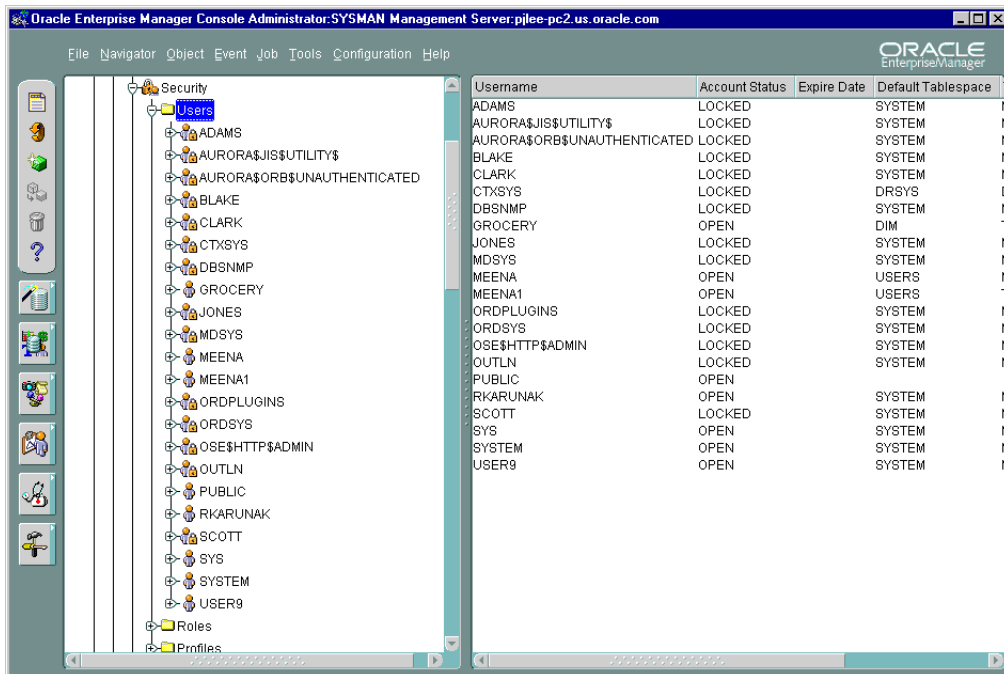 Oracle Enterprise Manager Console Administrator:SYSMAN Management Server:pjlee-pc2.us.oracle.com
File Navigator Object Event Job Tools Configuration Help
ORACLE
EnterpriseManager
Security
Users
ADAMS
AURORA$JIS$UTILITY$
AURORA$ORB$UNAUTHENTICATED
BLAKE
CLARK
CTXSYS
DBSNMP
GROCERY
JONES
MDSYS
MEENA
MEENA1
ORDPLUGINS
ORDSYS
OSE$HTTP$ADMIN
OUTLN
PUBLIC
RKARUNAK
SCOTT
SYS
SYSTEM
USER9
Roles
Profiles
Username Account Status Expire Date Default Tablespace
ADAMS LOCKED SYSTEM
AURORA$JIS$UTILITY$ LOCKED SYSTEM
AURORA$ORB$UNAUTHENTICATED LOCKED SYSTEM
BLAKE LOCKED SYSTEM
CLARK LOCKED SYSTEM
CTXSYS LOCKED DRSYS
DBSNMP LOCKED SYSTEM
GROCERY OPEN DIM
JONES LOCKED SYSTEM
MDSYS LOCKED SYSTEM
MEENA OPEN USERS
MEENA1 OPEN USERS
ORDPLUGINS LOCKED SYSTEM
ORDSYS LOCKED SYSTEM
OSE$HTTP$ADMIN LOCKED SYSTEM
OUTLN LOCKED SYSTEM
PUBLIC OPEN
RKARUNAK OPEN SYSTEM
SCOTT LOCKED SYSTEM
SYS OPEN SYSTEM
SYSTEM OPEN SYSTEM
USER9 OPEN SYSTEM